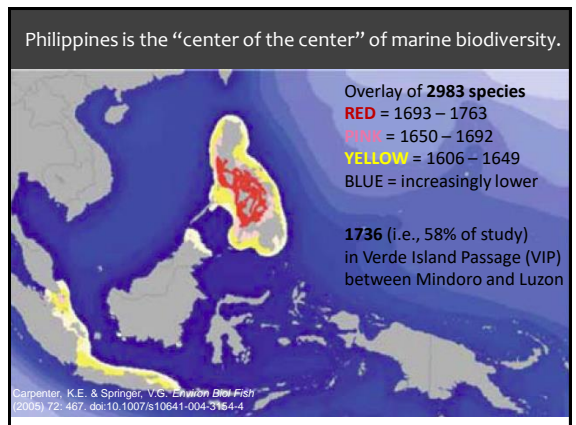 Philippines is the “center of the center” of marine biodiversity.
Overlay of 2983 species
RED = 1693 – 1763
PINK = 1650 – 1692
YELLOW = 1606 – 1649
BLUE = increasingly lower
1736 (i.e., 58% of study)
in Verde Island Passage (VIP)
between Mindoro and Luzon
Carpenter, K.E. & Springer, V.G. Environ Biol Fish
(2005) 72: 467. doi:10.1007/s10641-004-3154-4